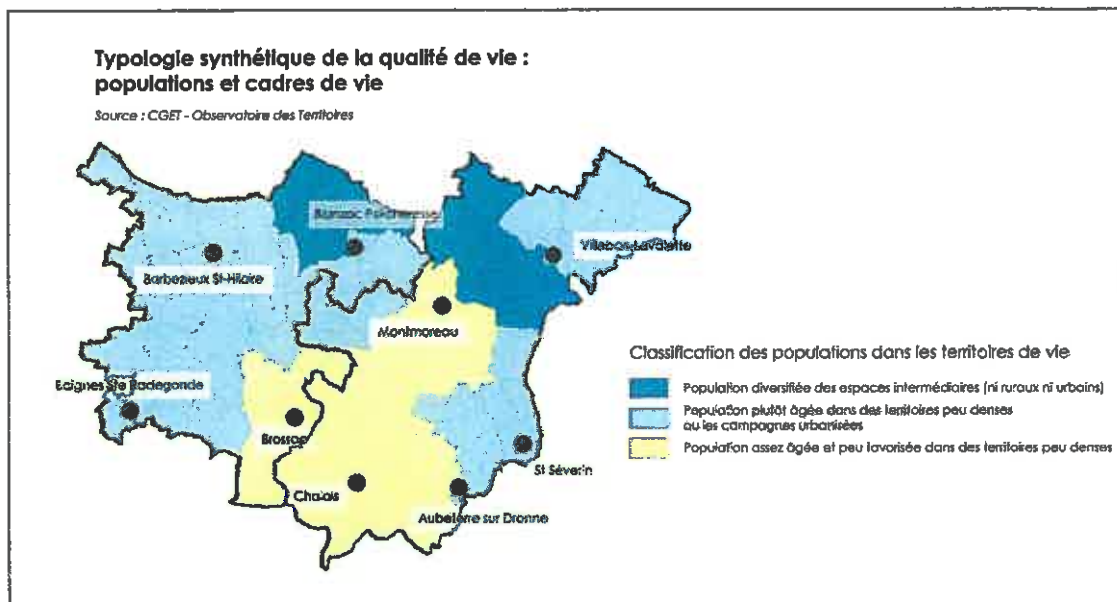 Typologie synthétique de la qualité de vie :
populations et cadres de vie
Source : CGET - Observatoire des Territoires
Villebois-Lavalette
Barbezieux St-Hilaire
Montmoreau
Baignes Ste Radegonde
Brossac
St Séverin
Chalais
Aubeterre sur Dronne
Classification des populations dans les territoires de vie
Population diversifiée des espaces intermédiaires (ni ruraux ni urbains)
Population plutôt âgée dans des territoires peu denses
ou les campagnes urbanisées
Population assez âgée et peu favorisée dans des territoires peu denses